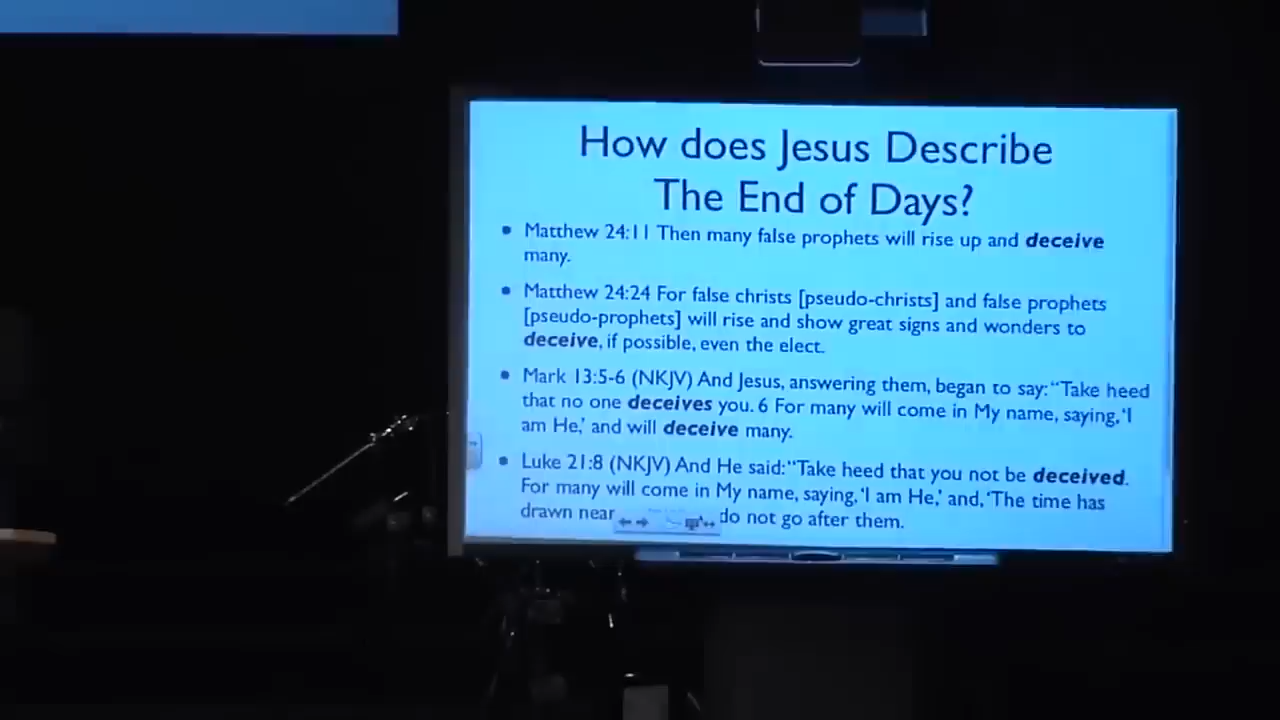 How does Jesus Describe
The End of Days?
• Matthew 24:11 Then many false prophets will rise up and deceive
many.
• Matthew 24:24 For false christs [pseudo-christs] and false prophets
[pseudo-prophets] will rise and show great signs and wonders to
deceive, if possible, even the elect.
• Mark 13:5-6 (NKJV) And Jesus, answering them, began to say: “Take heed
that no one deceives you. 6 For many will come in My name, saying, ‘I
am He,’ and will deceive many.
• Luke 21:8 (NKJV) And He said: “Take heed that you not be deceived.
For many will come in My name, saying, ‘I am He,’ and, ‘The time has
drawn near do not go after them.